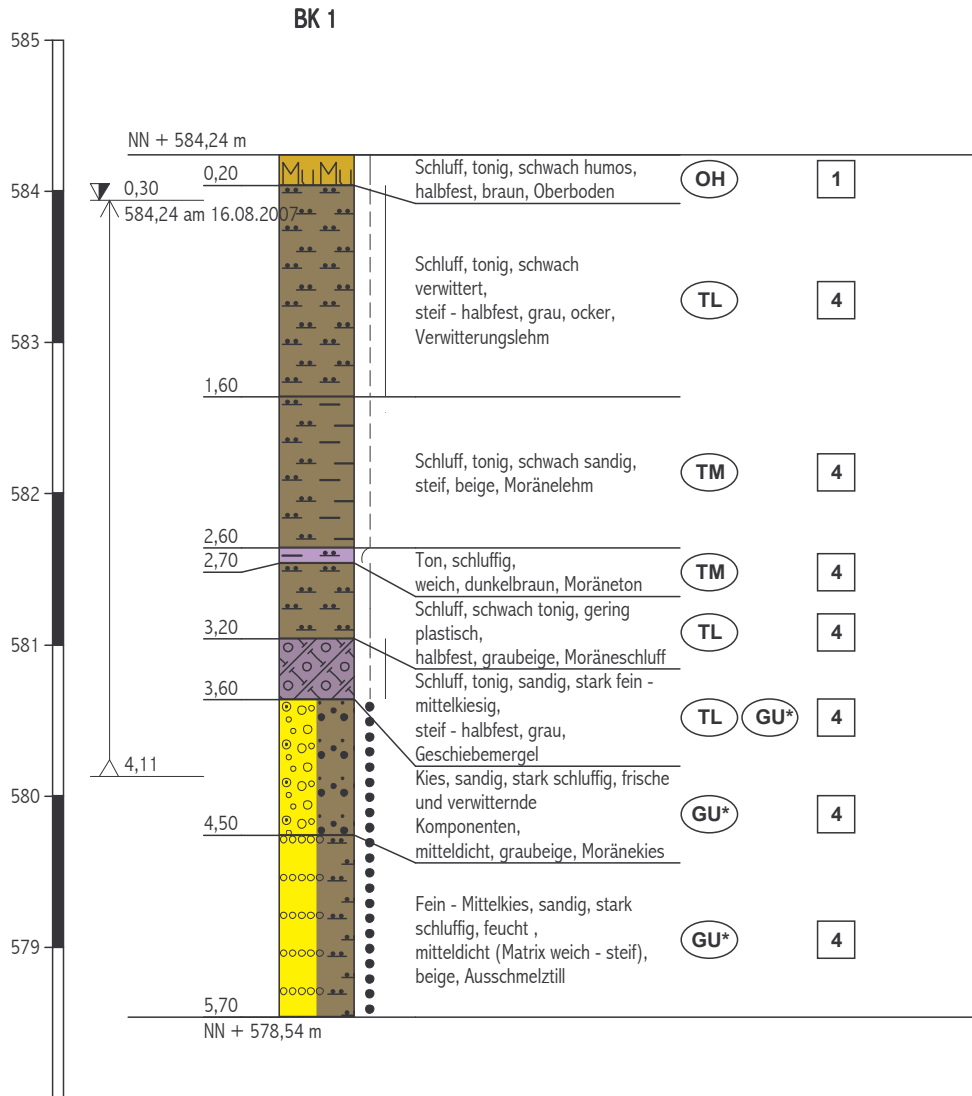 BK 1
585
NN + 584,24 m
0,20
Schluff, tonig, schwach humos,
halbfest, braun, Oberboden
OH
1
584
0,30
584,24 am 16.08.2007
Schluff, tonig, schwach
verwittert,
steif - halbfest, grau, ocker,
Verwitterungslehm
TL
4
583
1,60
Schluff, tonig, schwach sandig,
steif, beige, Moränelehm
TM
4
582
2,60
2,70
Ton, schluffig,
weich, dunkelbraun, Moräneton
TM
4
Schluff, schwach tonig, gering
plastisch,
halbfest, graubeige, Moräneschluff
TL
4
581
3,20
Schluff, tonig, sandig, stark fein -
mittelkiesig,
steif - halbfest, grau,
Geschiebemergel
TL
GU*
4
3,60
4,11
Kies, sandig, stark schluffig, frische
und verwitternde
Komponenten,
mitteldicht, graubeige, Moränekies
GU*
4
580
4,50
Fein - Mittelkies, sandig, stark
schluffig, feucht ,
mitteldicht (Matrix weich - steif),
beige, Ausschmelztill
GU*
4
579
5,70
NN + 578,54 m
Mu Mu